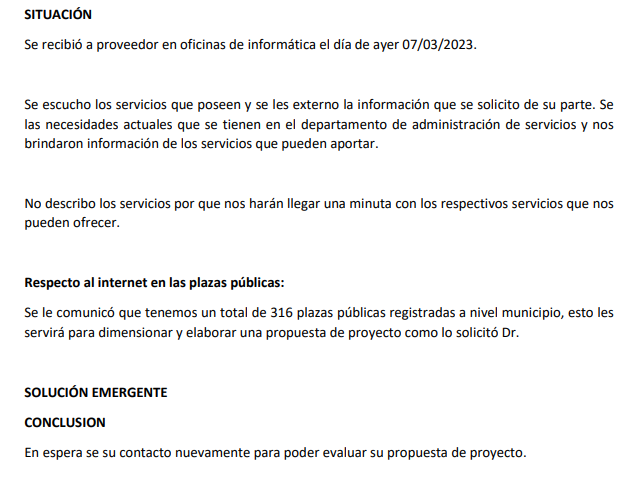 SITUACIÓN
Se recibió a proveedor en oficinas de informática el día de ayer 07/03/2023.
Se escucho los servicios que poseen y se les externo la información que se solicito de su parte. Se
las necesidades actuales que se tienen en el departamento de administración de servicios y nos
brindaron información de los servicios que pueden aportar.
No describo los servicios por que nos harán llegar una minuta con los respectivos servicios que nos
pueden ofrecer.
Respecto al internet en las plazas públicas:
Se le comunicó que tenemos un total de 316 plazas públicas registradas a nivel municipio, esto les
servirá para dimensionar y elaborar una propuesta de proyecto como lo solicitó Dr.
SOLUCIÓN EMERGENTE
CONCLUSION
En espera se su contacto nuevamente para poder evaluar su propuesta de proyecto.